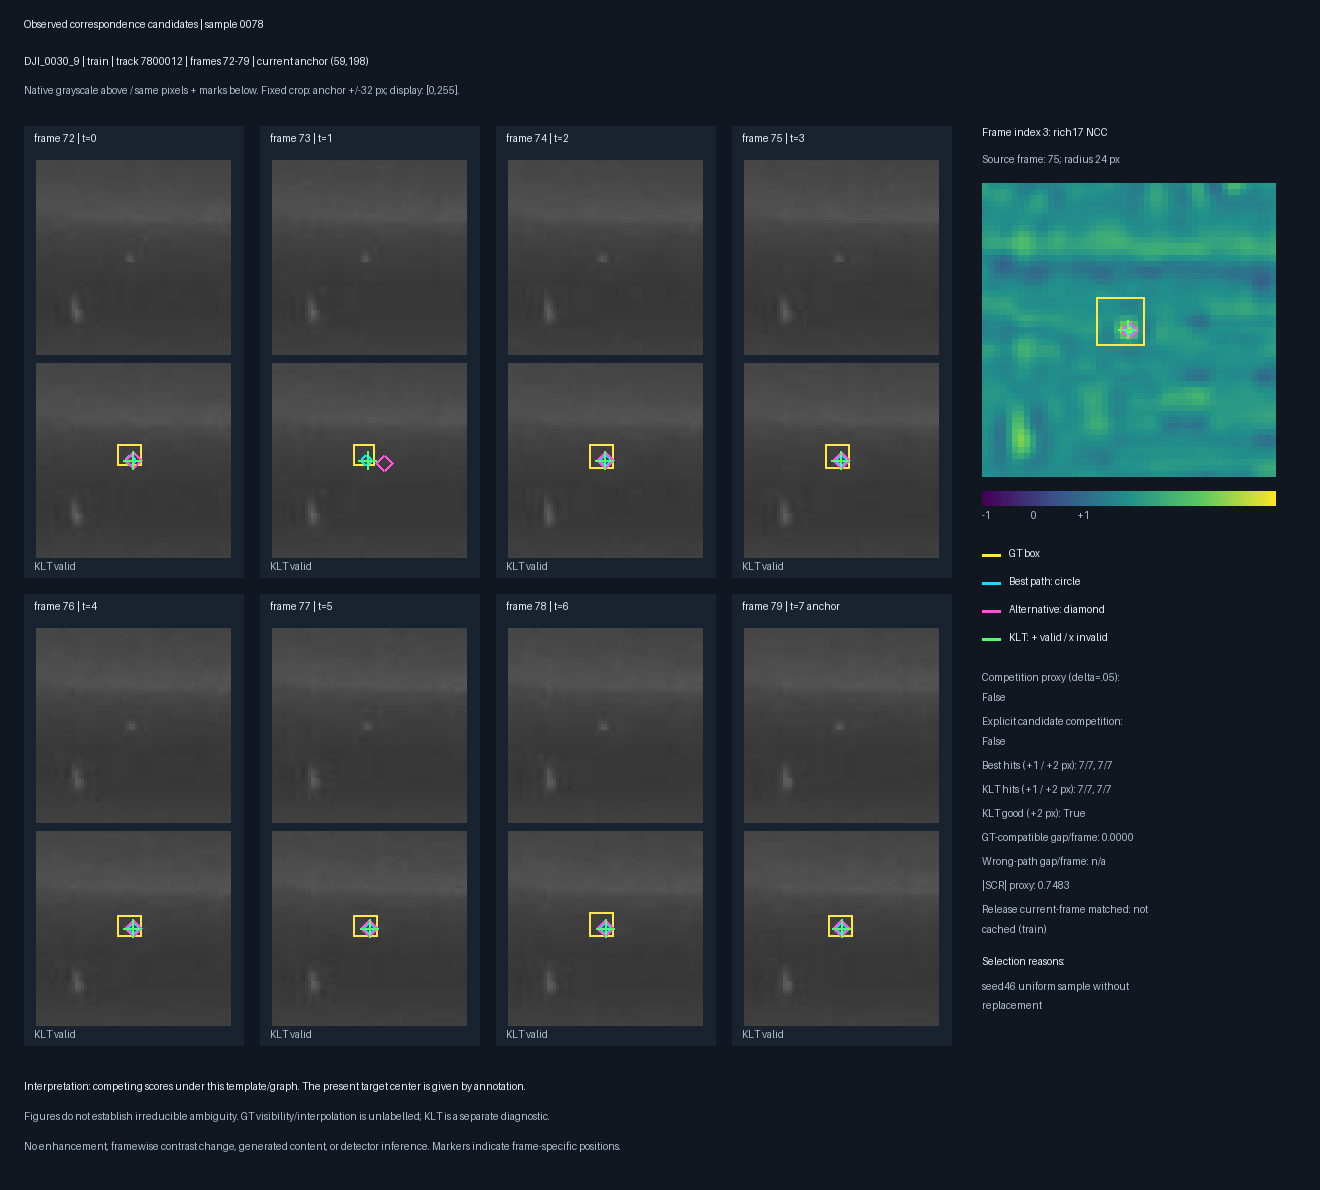 Observed correspondence candidates | sample 0078
DJI_0030_9 | train | track 7800012 | frames 72-79 | current anchor (59,198)
Native grayscale above / same pixels + marks below. Fixed crop: anchor +/-32 px; display: [0,255].
frame 72 | t=0
frame 73 | t=1
frame 74 | t=2
frame 75 | t=3
KLT valid
KLT valid
KLT valid
KLT valid
frame 76 | t=4
frame 77 | t=5
frame 78 | t=6
frame 79 | t=7 anchor
KLT valid
KLT valid
KLT valid
KLT valid
Frame index 3: rich17 NCC
Source frame: 75; radius 24 px
-1 0 +1
GT box
Best path: circle
Alternative: diamond
KLT: + valid / x invalid
Competition proxy (delta=.05):
False
Explicit candidate competition:
False
Best hits (+1 / +2 px): 7/7, 7/7
KLT hits (+1 / +2 px): 7/7, 7/7
KLT good (+2 px): True
GT-compatible gap/frame: 0.0000
Wrong-path gap/frame: n/a
|SCR| proxy: 0.7483
Release current-frame matched: not
cached (train)
Selection reasons:
seed46 uniform sample without
replacement
Interpretation: competing scores under this template/graph. The present target center is given by annotation.
Figures do not establish irreducible ambiguity. GT visibility/interpolation is unlabelled; KLT is a separate diagnostic.
No enhancement, framewise contrast change, generated content, or detector inference. Markers indicate frame-specific positions.